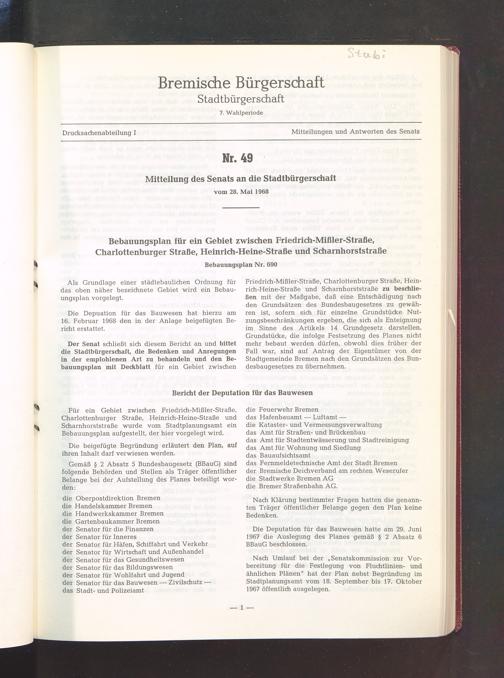 Stabi
Bremische Bürgerschaft
Stadtbürgerschaft
7. Wahlperiode
Drucksachenabteilung I
Mitteilungen und Antworten des Senats
Nr. 49
Mitteilung des Senats an die Stadtbürgerschaft
vom 28. Mai 1968
Bebauungsplan für ein Gebiet zwischen Friedrich-Mißler-Straße,
Charlottenburger Straße, Heinrich-Heine-Straße und Scharnhorststraße
Bebauungsplan Nr. 690
Als Grundlage einer städtebaulichen Ordnung für
das oben näher bezeichnete Gebiet wird ein Bebau-
ungsplan vorgelegt.
Die Depuation für das Bauwesen hat hierzu am
16. Februar 1968 den in der Anlage beigefügten Be-
richt erstattet.
Der Senat schließt sich diesem Bericht an und bittet
die Stadtbürgerschaft, die Bedenken und Anregungen
in der empfohlenen Art zu behandeln und den Be-
bauungsplan mit Deckblatt für ein Gebiet zwischen
Friedrich-Mißler-Straße, Charlottenburger Straße, Hein-
rich-Heine-Straße und Scharnhorststraße zu beschlie-
ßen mit der Maßgabe, daß eine Entschädigung nach
den Grundsätzen des Bundesbaugesetzes zu gewäh-
ren ist, sofern sich für einzelne Grundstücke Nut-
zungsbeschränkungen ergeben, die sich als Enteignung
im Sinne des Artikels 14 Grundgesetz darstellen.
Grundstücke, die infolge Festsetzung des Planes nicht
mehr bebaut werden dürfen, obwohl dies früher der
Fall war, sind auf Antrag der Eigentümer von der
Stadtgemeinde Bremen nach den Grundsätzen des Bun-
desbaugesetzes zu übernehmen.
Bericht der Deputation für das Bauwesen
Für ein Gebiet zwischen Friedrich-Mißler-Straße,
Charlottenburger Straße, Heinrich-Heine-Straße und
Scharnhorststraße wurde vom Stadtplanungsamt ein
Bebauungsplan aufgestellt, der hier vorgelegt wird.
Die beigefügte Begründung erläutert den Plan, auf
ihren Inhalt darf verwiesen werden.
Gemäß § 2 Absatz 5 Bundesbaugesetz (BBauG) sind
folgende Behörden und Stellen als Träger öffentlicher
Belange bei der Aufstellung des Planes beteiligt wor-
den:
die Oberpostdirektion Bremen
die Handelskammer Bremen
die Handwerkskammer Bremen
die Gartenbaukammer Bremen
der Senator für die Finanzen
der Senator für Inneres
der Senator für Häfen, Schiffahrt und Verkehr
der Senator für Wirtschaft und Außenhandel
der Senator für das Gesundheitswesen
der Senator für das Bildungswesen
der Senator für Wohlfahrt und Jugend
der Senator für das Bauwesen — Zivilschutz —
das Stadt- und Polizeiamt
die Feuerwehr Bremen
das Hafenbauamt — Luftamt —
die Kataster- und Vermessungsverwaltung
das Amt für Straßen- und Brückenbau
das Amt für Stadtentwässerung und Stadtreinigung
das Amt für Wohnung und Siedlung
das Bauaufsichtsamt
das Fernmeldetechnische Amt der Stadt Bremen
der Bremische Deichverband am rechten Weserufer
die Stadtwerke Bremen AG
die Bremer Straßenbahn AG.
Nach Klärung bestimmter Fragen hatten die genann-
ten Träger öffentlicher Belange gegen den Plan keine
Bedenken.
Die Deputation für das Bauwesen hatte am 29. Juni
1967 die Auslegung des Planes gemäß § 2 Absatz 6
BBauG beschlossen.
Nach Umlauf bei der „Senatskommission zur Vor-
bereitung für die Festlegung von Fluchtlinien- und
ähnlichen Plänen" hat der Plan nebst Begründung im
Stadtplanungsamt vom 18. September bis 17. Oktober
1967 öffentlich ausgelegen.
— 1 —